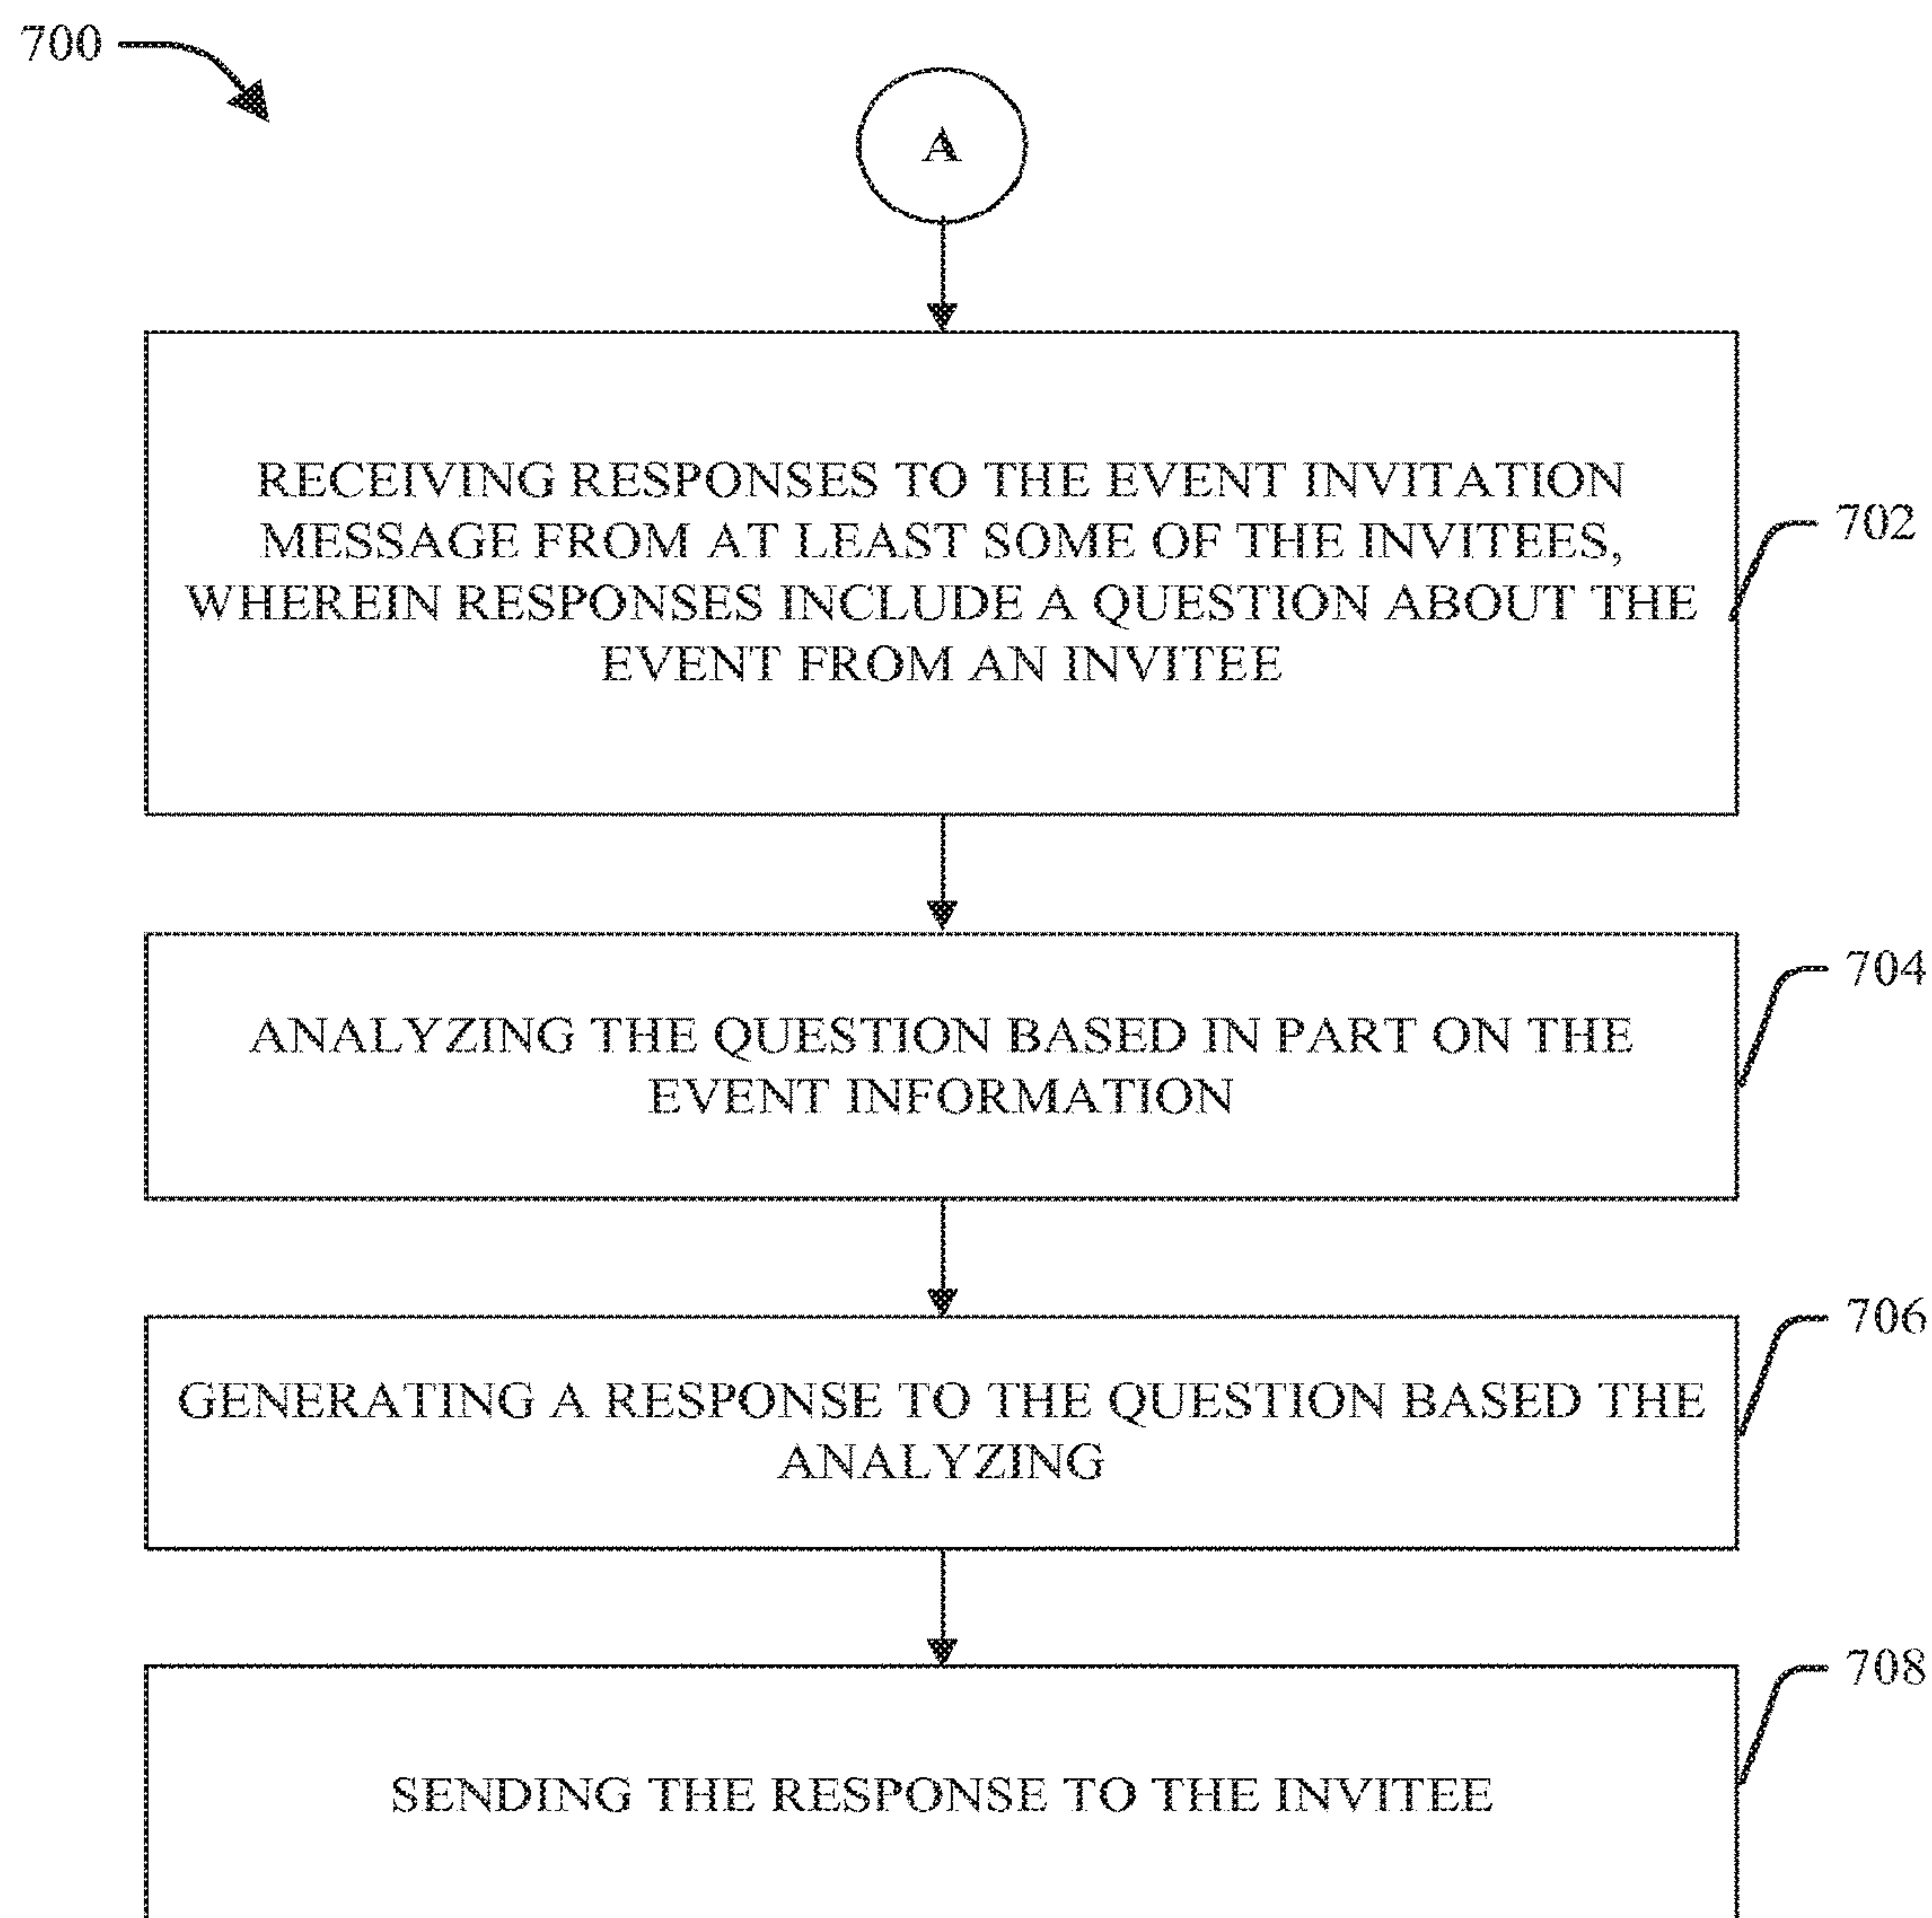 700
A
RECEIVING RESPONSES TO THE EVENT INVITATION
MESSAGE FROM AT LEAST SOME OF THE INVITEES,
WHEREIN RESPONSES INCLUDE A QUESTION ABOUT THE
EVENT FROM AN INVITEE
702
ANALYZING THE QUESTION BASED IN PART ON THE
EVENT INFORMATION
704
GENERATING A RESPONSE TO THE QUESTION BASED THE
ANALYZING
706
SENDING THE RESPONSE TO THE INVITEE
708